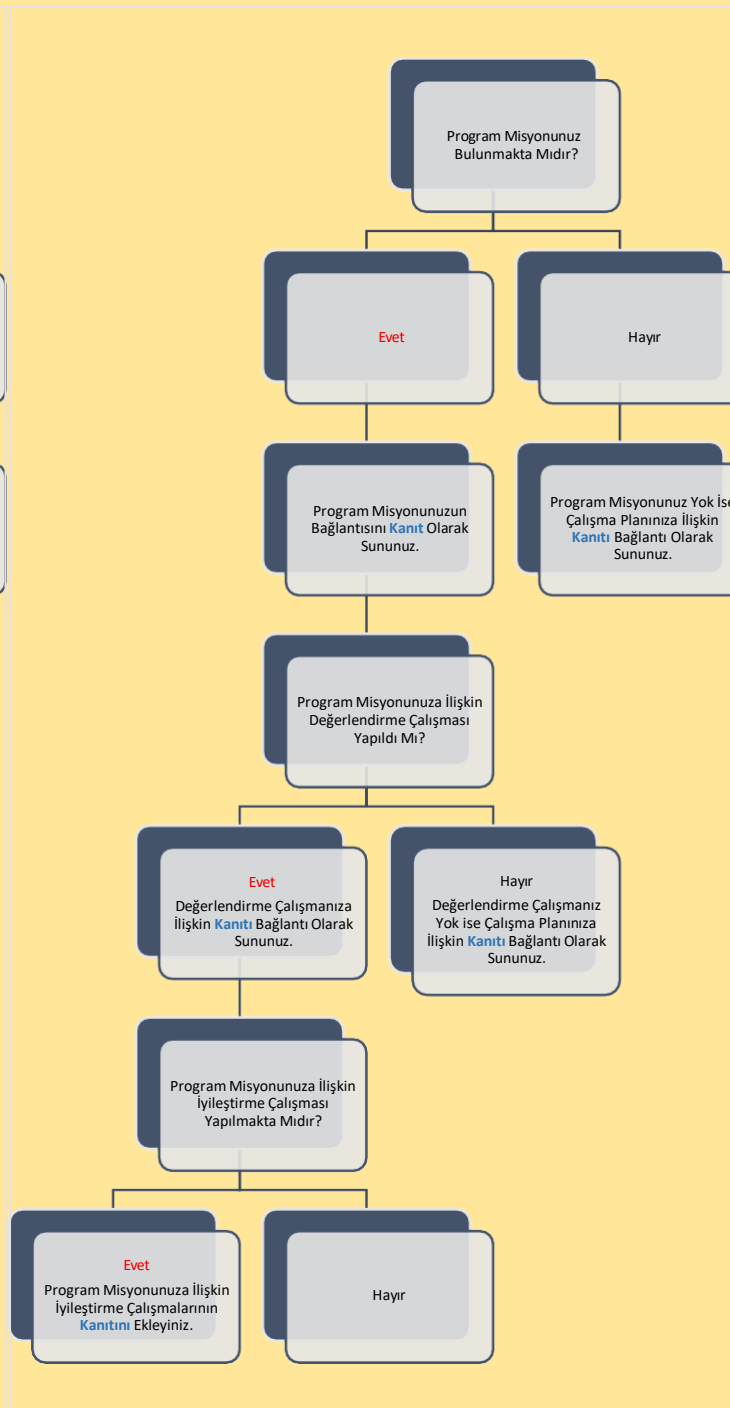 Program Misyonunuz
Bulunmakta Mıdır?
Evet
Hayır
Program Misyonunuzun
Bağlantısını Kanıt Olarak
Sununuz.
Program Misyonunuz Yok İse
Çalışma Planınıza İlişkin
Kanıtı Bağlantı Olarak
Sununuz.
Program Misyonunuza İlişkin
Değerlendirme Çalışması
Yapıldı Mı?
Evet
Değerlendirme Çalışmanıza
İlişkin Kanıtı Bağlantı Olarak
Sununuz.
Hayır
Değerlendirme Çalışmanız
Yok ise Çalışma Planınıza
İlişkin Kanıtı Bağlantı Olarak
Sununuz.
Program Misyonunuza İlişkin
İyileştirme Çalışması
Yapılmakta Mıdır?
Evet
Program Misyonunuza İlişkin
İyileştirme Çalışmalarının
Kanıtını Ekleyiniz.
Hayır